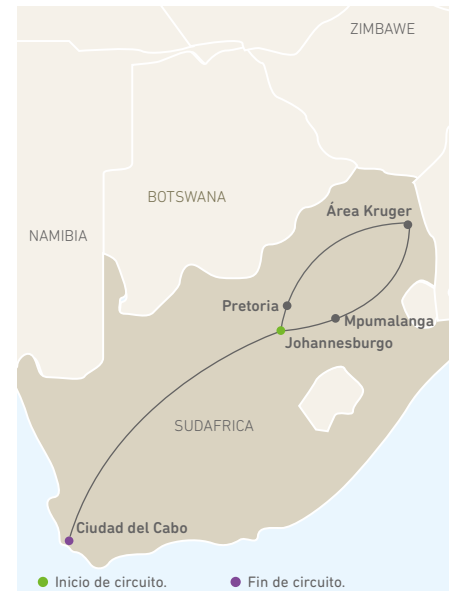 ZIMBAWE
BOTSWANA
Área Kruger
NAMIBIA
Pretoria
Mpumalanga
Johannesburgo
SUDAFRICA
Ciudad del Cabo
Inicio de circuito.
Fin de circuito.